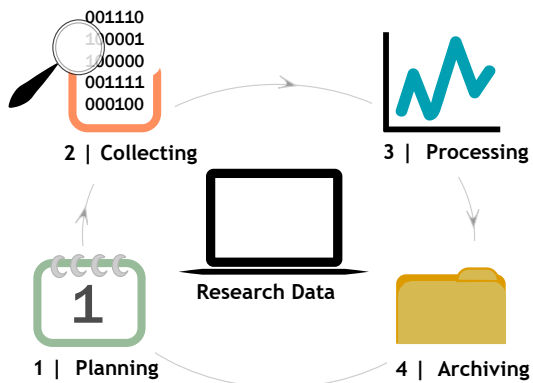 001110
100001
100000
001111
000100
2 | Collecting
3 | Processing
Research Data
1
1 | Planning
4 | Archiving